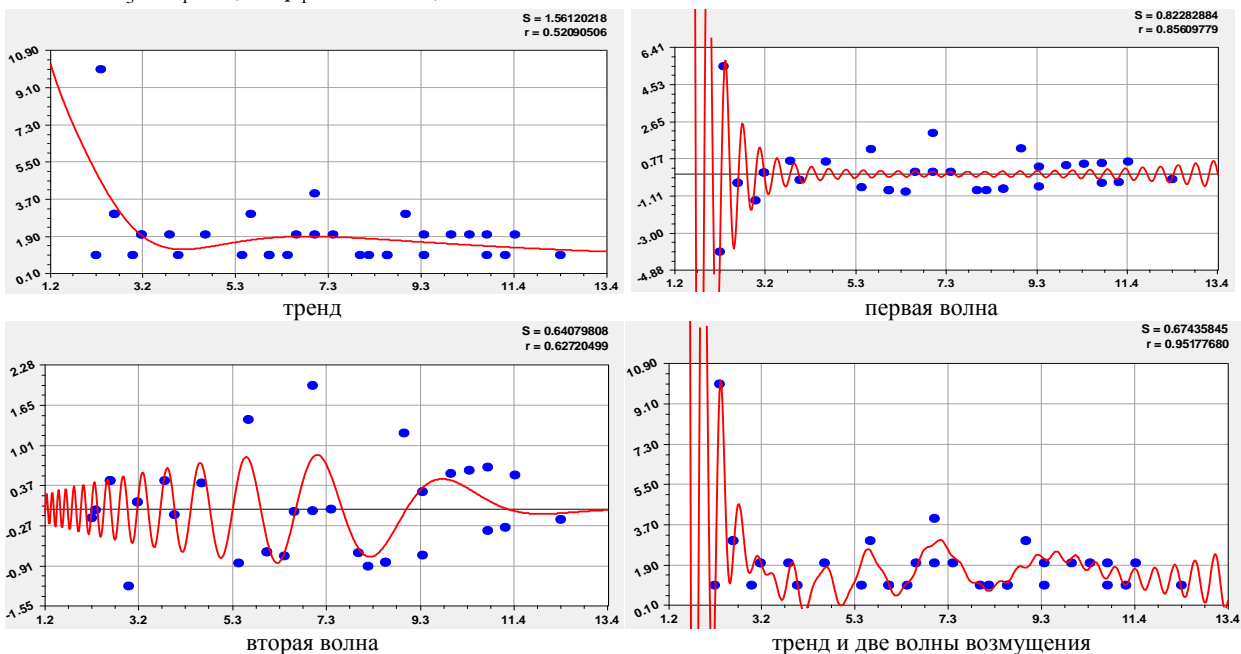 S = 1.56120218
r = 0.52090506
10.90
9.10
7.30
5.50
3.70
1.90
0.10
1.2 3.2 5.3 7.3 9.3 11.4 13.4
тренд
S = 0.82282884
r = 0.85609779
6.41
4.53
2.65
0.77
-1.11
-3.00
-4.88
1.2 3.2 5.3 7.3 9.3 11.4 13.4
первая волна
S = 0.64079808
r = 0.62720499
2.28
1.65
1.01
0.37
-0.27
-0.91
-1.55
1.2 3.2 5.3 7.3 9.3 11.4 13.4
вторая волна
S = 0.67435845
r = 0.95177680
10.90
9.10
7.30
5.50
3.70
1.90
0.10
1.2 3.2 5.3 7.3 9.3 11.4 13.4
тренд и две волны возмущения